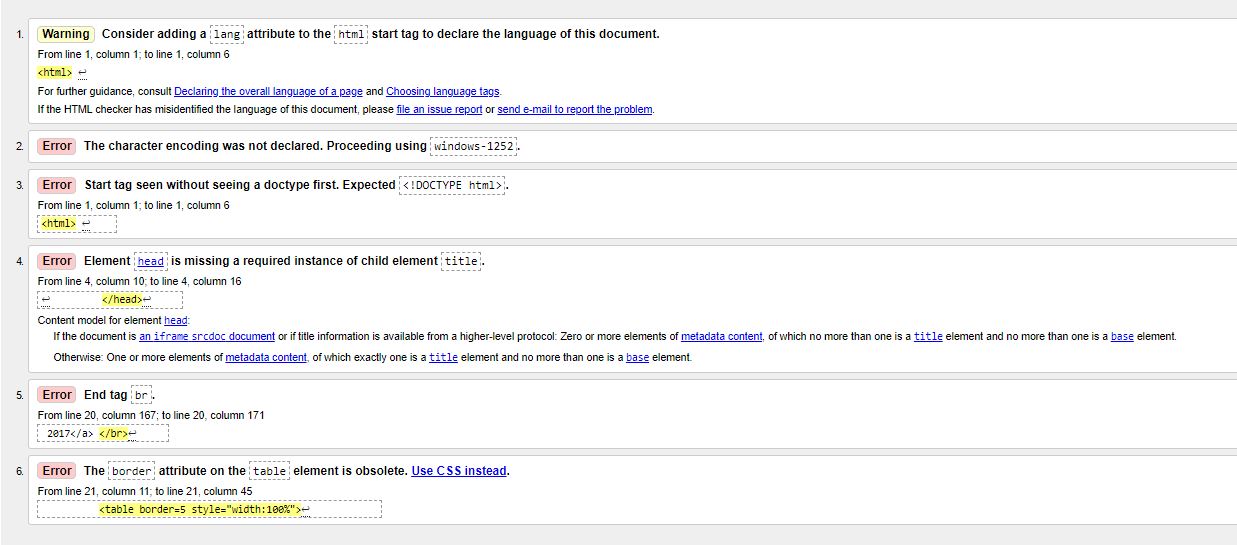 1. Warning Consider adding a lang attribute to the html start tag to declare the language of this document.
From line 1, column 1; to line 1, column 6
<html> ↩
For further guidance, consult Declaring the overall language of a page and Choosing language tags.
If the HTML checker has misidentified the language of this document, please file an issue report or send e-mail to report the problem.
2. Error The character encoding was not declared. Proceeding using windows-1252.
3. Error Start tag seen without seeing a doctype first. Expected <!DOCTYPE html>.
From line 1, column 1; to line 1, column 6
<html> ↩
4. Error Element head is missing a required instance of child element title.
From line 4, column 10; to line 4, column 16
↩ </head>↩
Content model for element head:
If the document is an iframe srcdoc document or if title information is available from a higher-level protocol: Zero or more elements of metadata content, of which no more than one is a title element and no more than one is a base element.
Otherwise: One or more elements of metadata content, of which exactly one is a title element and no more than one is a base element.
5. Error End tag br.
From line 20, column 167; to line 20, column 171
2017</a> </br>↩
6. Error The border attribute on the table element is obsolete. Use CSS instead.
From line 21, column 11; to line 21, column 45
<table border=5 style="width:100%">↩